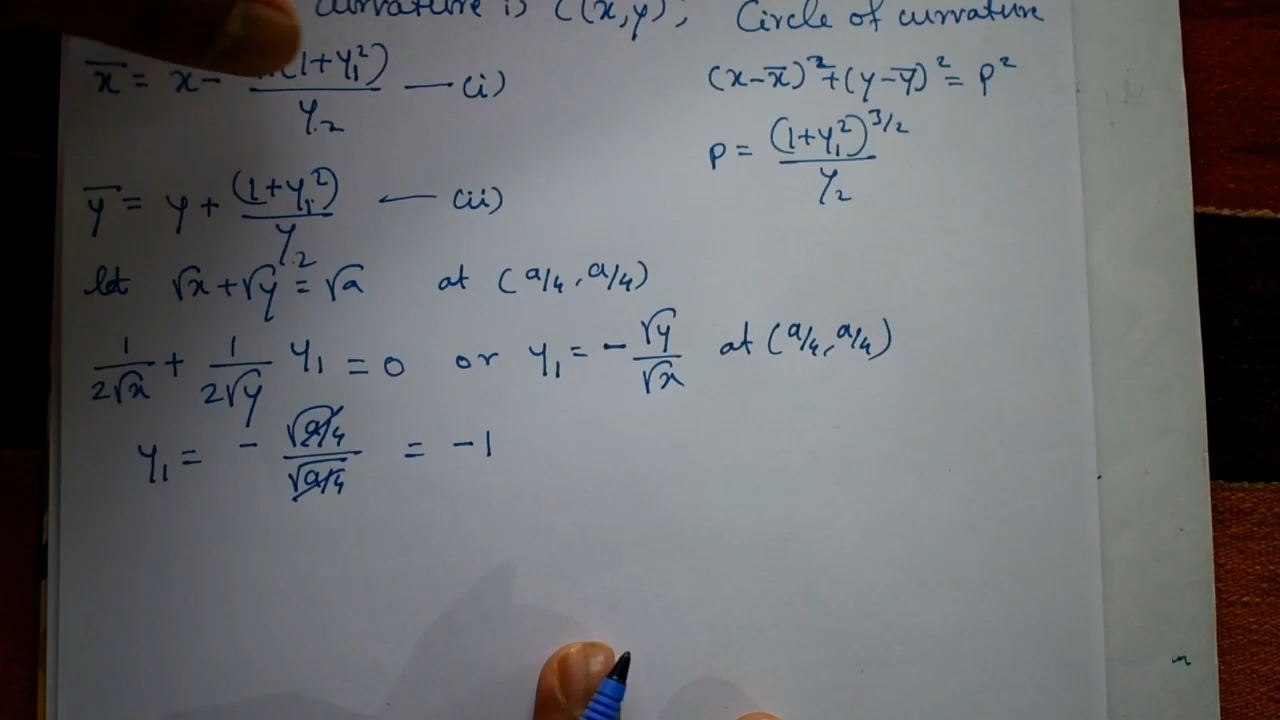 curvature is C(x̄, ȳ), Circle of curvature
x̄ = x - (1+y₁²)/y₂ — (i)
(x-x̄)²+(y-ȳ)² = ρ²
ρ = (1+y₁²)^3/2 / y₂
ȳ = y + (1+y₁²)/y₂ — (ii)
let √x+√y = √a at (a/4, a/4)
1/2√x + 1/2√y y₁ = 0 or y₁ = - √y/√x at (a/4, a/4)
y₁ = - √a/4 / √a/4 = -1